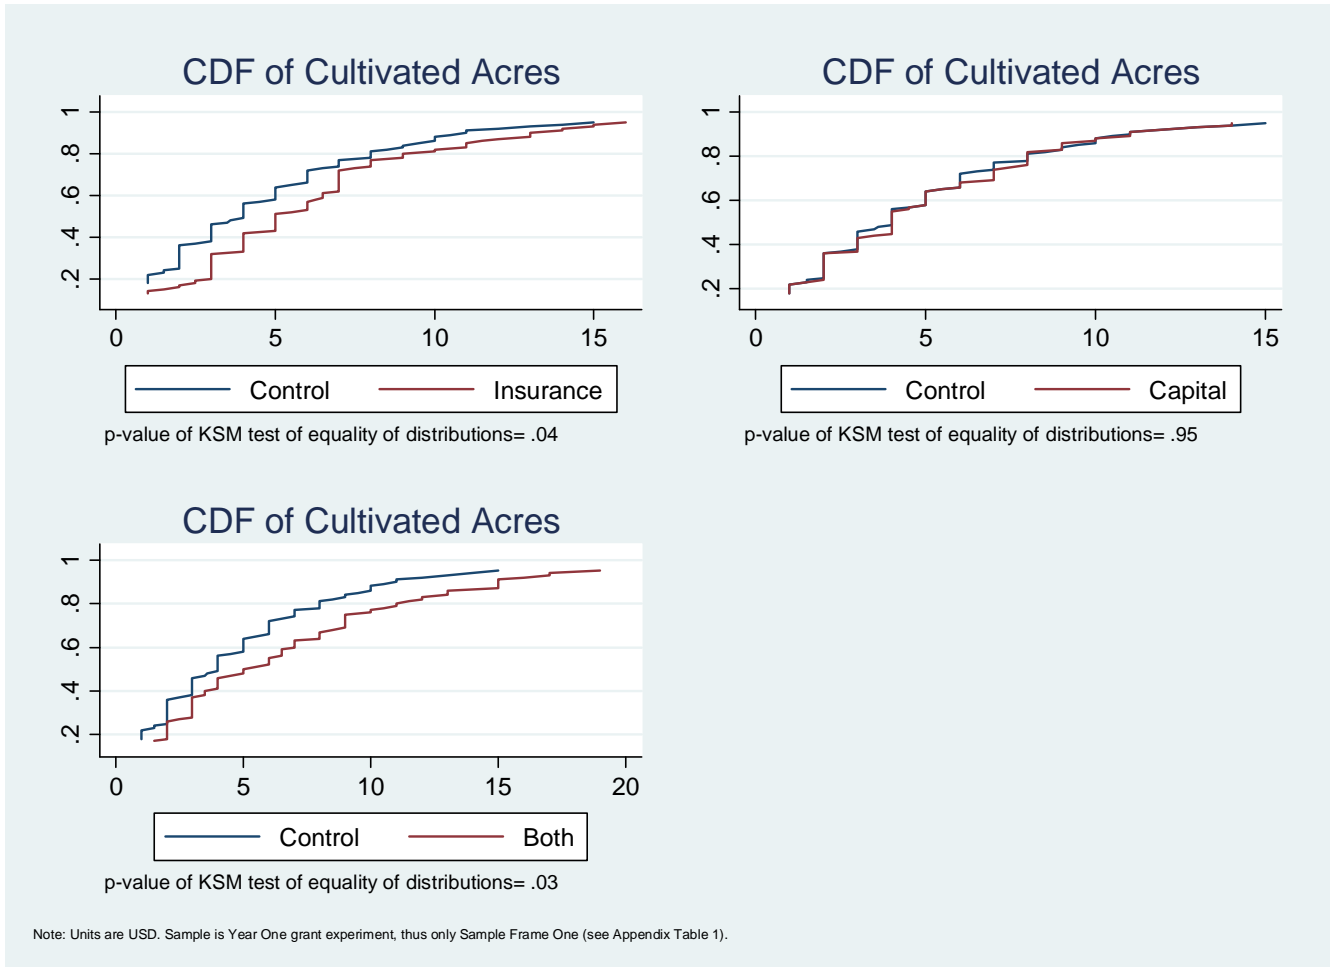 CDF of Cultivated Acres
1
.8
.6
.4
.2
0 5 10 15
Control Insurance
p-value of KSM test of equality of distributions= .04
CDF of Cultivated Acres
1
.8
.6
.4
.2
0 5 10 15
Control Capital
p-value of KSM test of equality of distributions= .95
CDF of Cultivated Acres
1
.8
.6
.4
.2
0 5 10 15 20
Control Both
p-value of KSM test of equality of distributions= .03
Note: Units are USD. Sample is Year One grant experiment, thus only Sample Frame One (see Appendix Table 1).